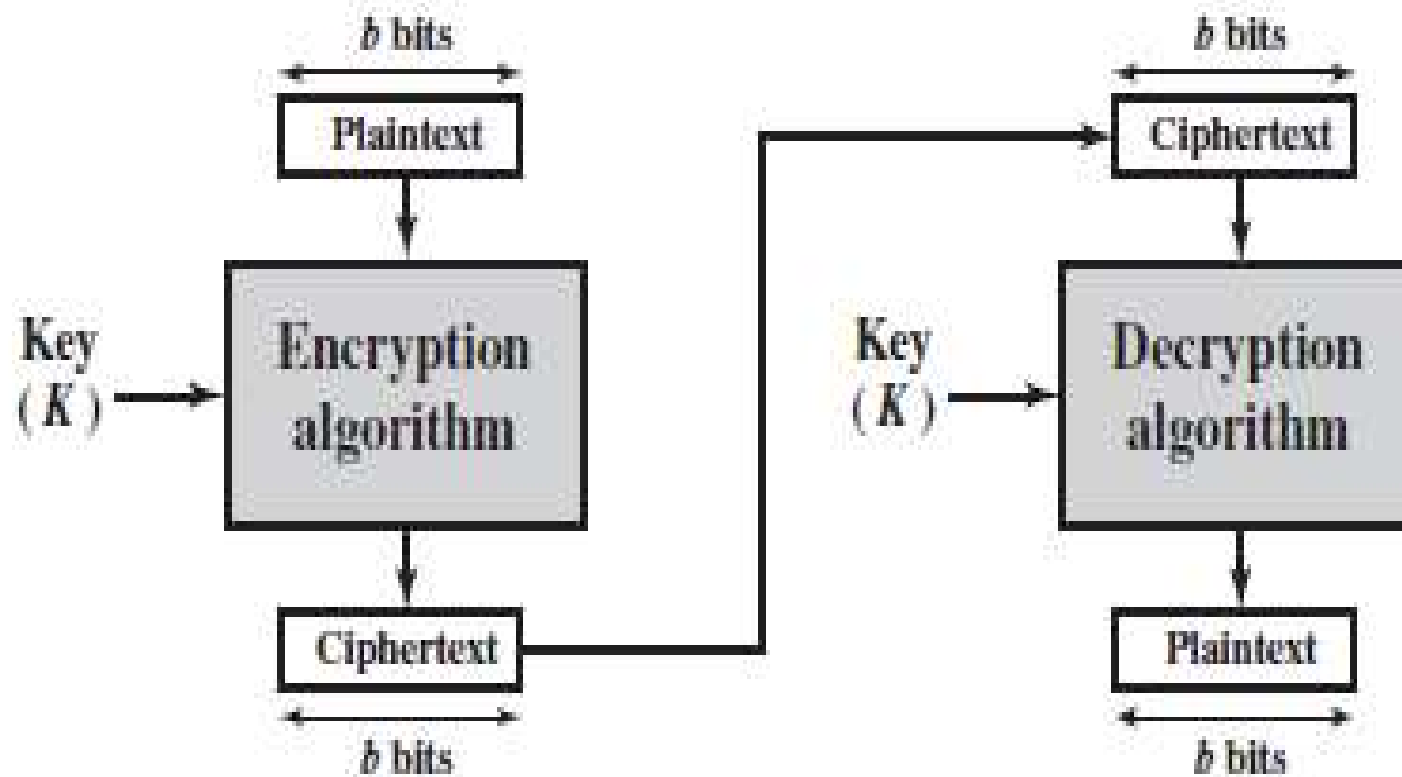 b bits
Plaintext
Key
(K)
Encryption
algorithm
Ciphertext
b bits
b bits
Ciphertext
Key
(K)
Decryption
algorithm
Plaintext
b bits